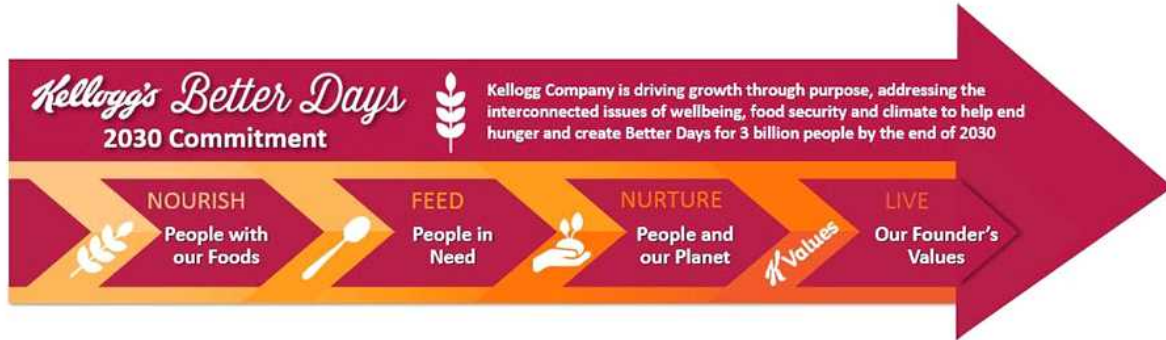 Kellogg's Better Days
2030 Commitment
Kellogg Company is driving growth through purpose, addressing the
interconnected issues of wellbeing, food security and climate to help end
hunger and create Better Days for 3 billion people by the end of 2030
NOURISH
People with
our Foods
FEED
People in
Need
NURTURE
People and
our Planet
K Values
LIVE
Our Founder's
Values